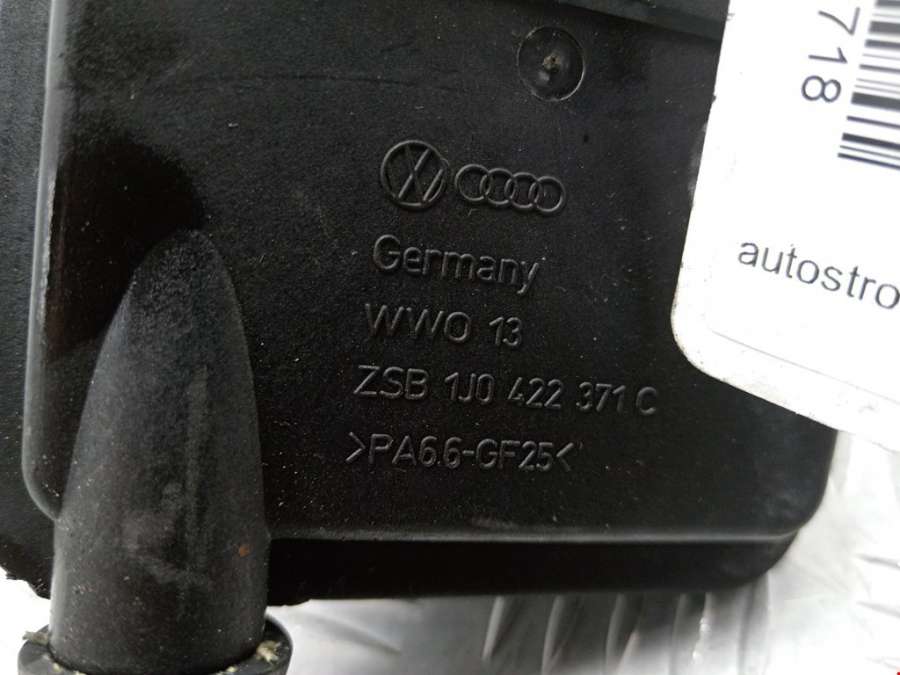 Germany
WWO 13
ZSB 1J0 422 371 C
>PA6.6-GF25<
718
autostro